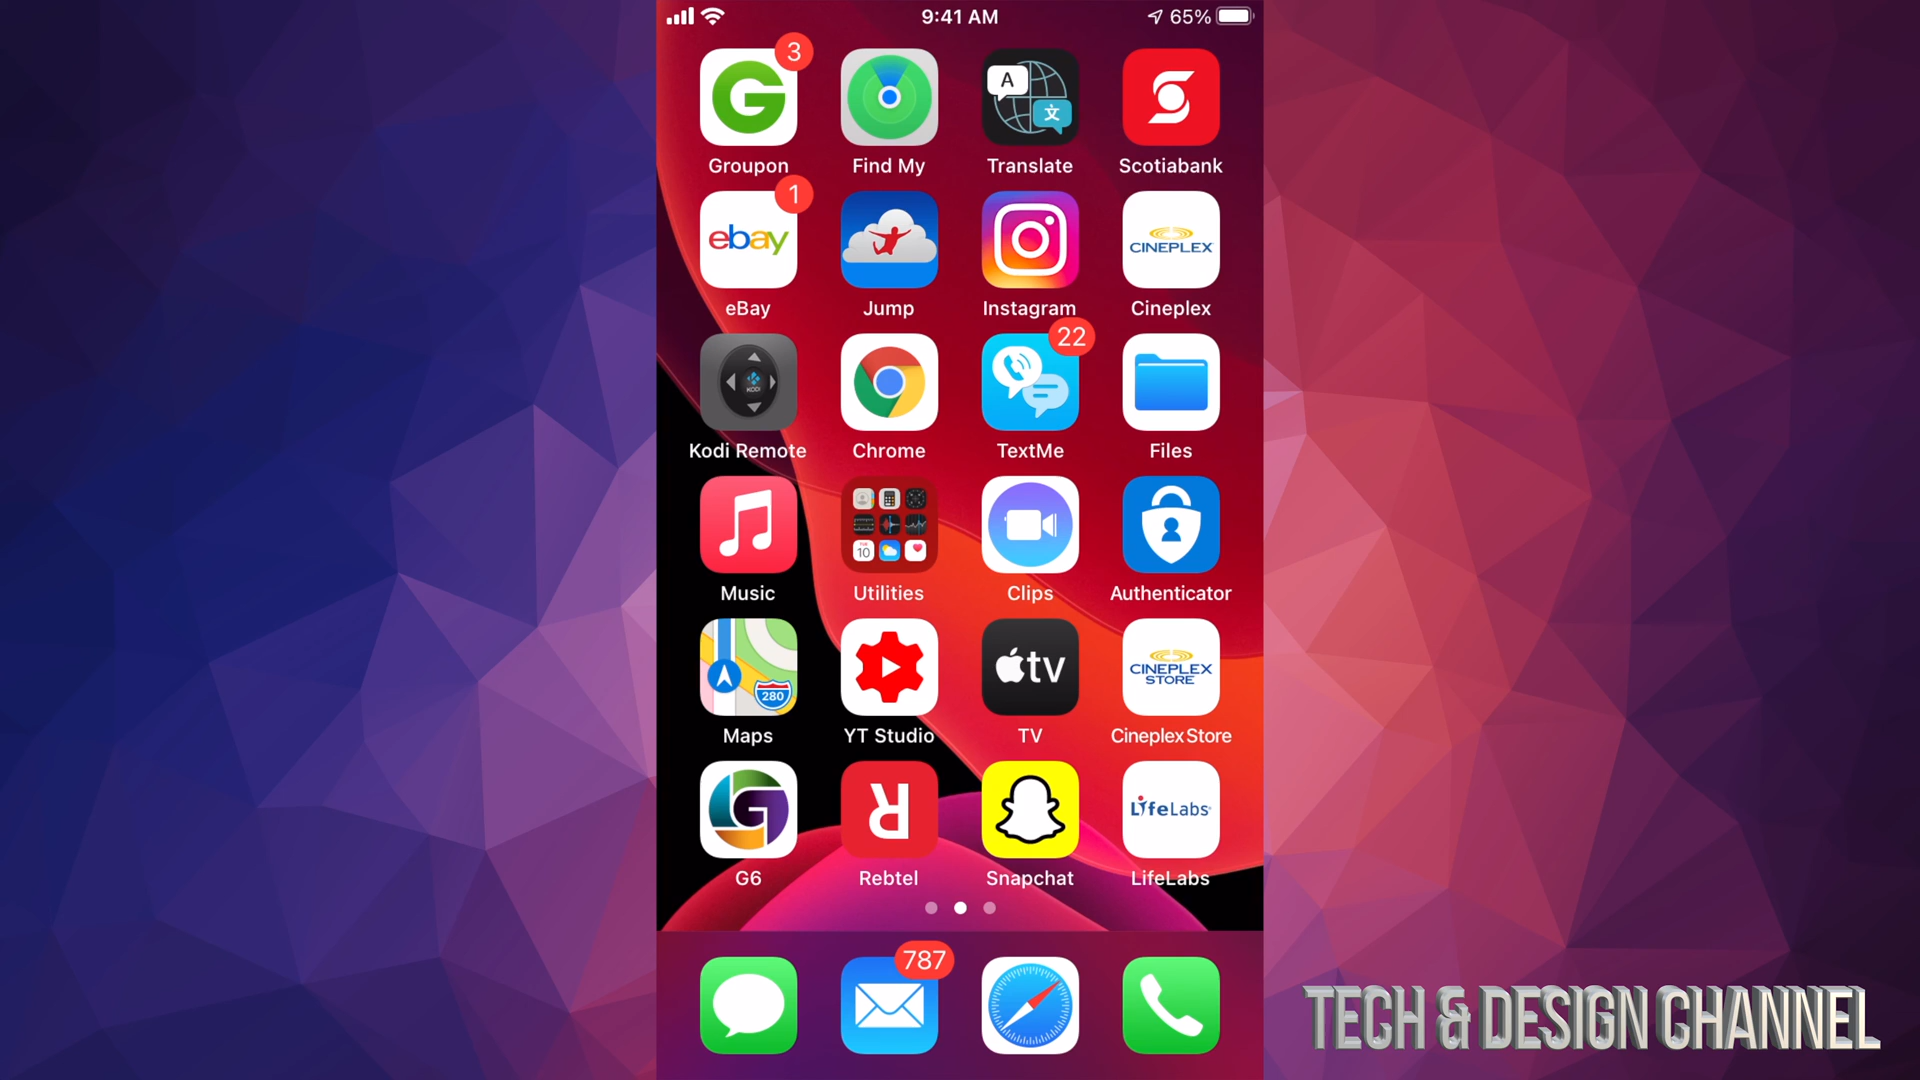 9:41 AM 65%
3
Groupon Find My Translate Scotiabank
A 文
1
ebay CINEPLEX
eBay Jump Instagram Cineplex
22
KODI
Kodi Remote Chrome TextMe Files
10
Music Utilities Clips Authenticator
280 tv CINEPLEX STORE
Maps YT Studio TV Cineplex Store
G R LifeLabs
G6 Rebtel Snapchat LifeLabs
787
TECH & DESIGN CHANNEL